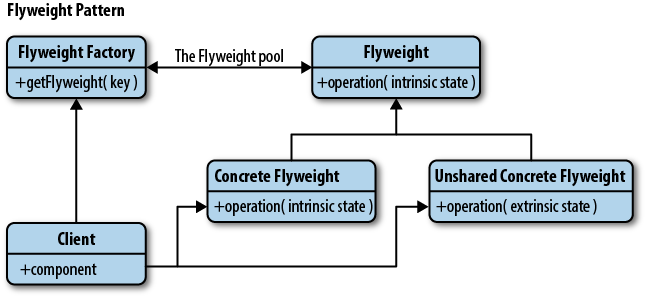 Flyweight Pattern
Flyweight Factory
+getFlyweight( key )
The Flyweight pool
Flyweight
+operation( intrinsic state )
Concrete Flyweight
+operation( intrinsic state )
Unshared Concrete Flyweight
+operation( extrinsic state )
Client
+component